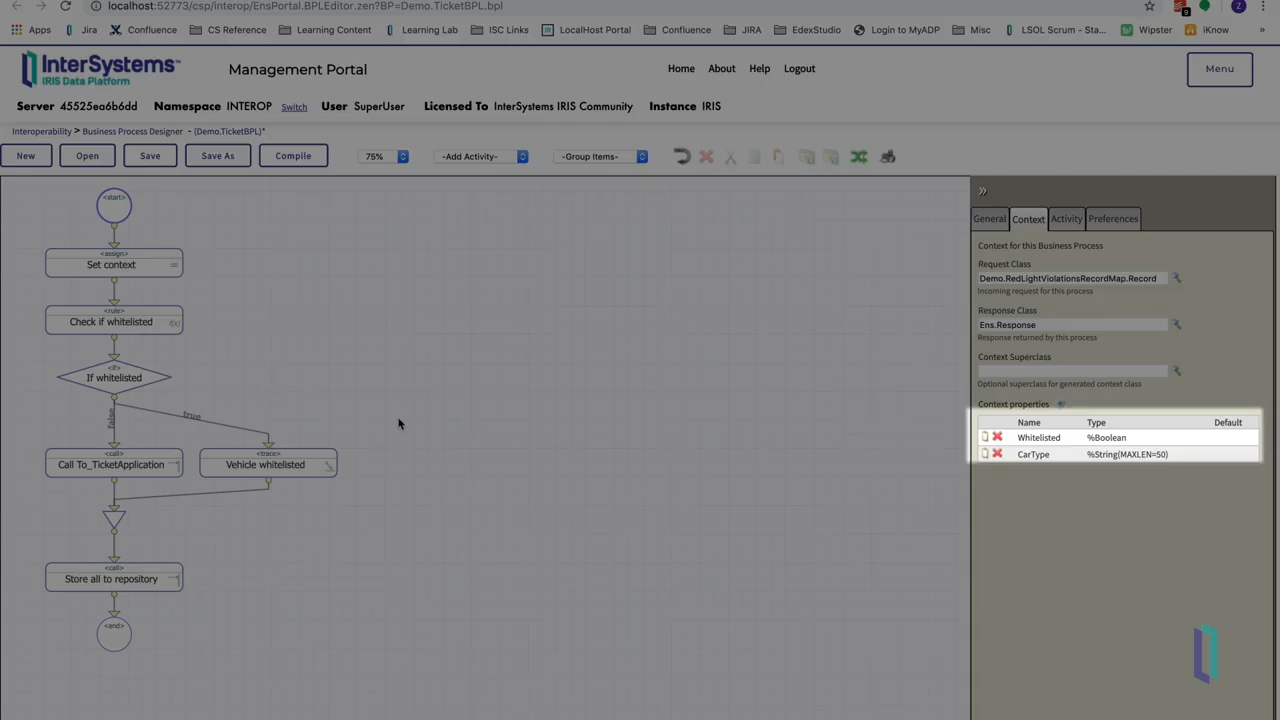 localhost:52773/csp/interop/EnsPortal.BPLEditor.zen?BP=Demo.TicketBPL.bpl
9
Z
Apps Jira Confluence CS Reference Learning Content Learning Lab ISC Links LocalHost Portal Confluence JIRA EdexStudio Login to MyADP Misc LSOL Scrum - Sta... Wipster iKnow »
InterSystems™
IRIS Data Platform
Management Portal
Home About Help Logout
Menu
Server 45525ea6b6dd Namespace INTEROP Switch User SuperUser Licensed To InterSystems IRIS Community Instance IRIS
Interoperability > Business Process Designer - (Demo.TicketBPL)*
New Open Save Save As Compile 75% -Add Activity- -Group Items-
»
General Context Activity Preferences
Context for this Business Process
Request Class
Demo.RedLightViolationsRecordMap.Record
Incoming request for this process
Response Class
Ens.Response
Response returned by this process
Context Superclass
Optional superclass for generated context class
Context properties
Name Type Default
Whitelisted %Boolean
CarType %String(MAXLEN=50)
<start>
<assign>
Set context =
<rule>
Check if whitelisted f(x)
<if>
If whitelisted
false
true
<call>
Call To_TicketApplication
<trace>
Vehicle whitelisted
<call>
Store all to repository
<end>